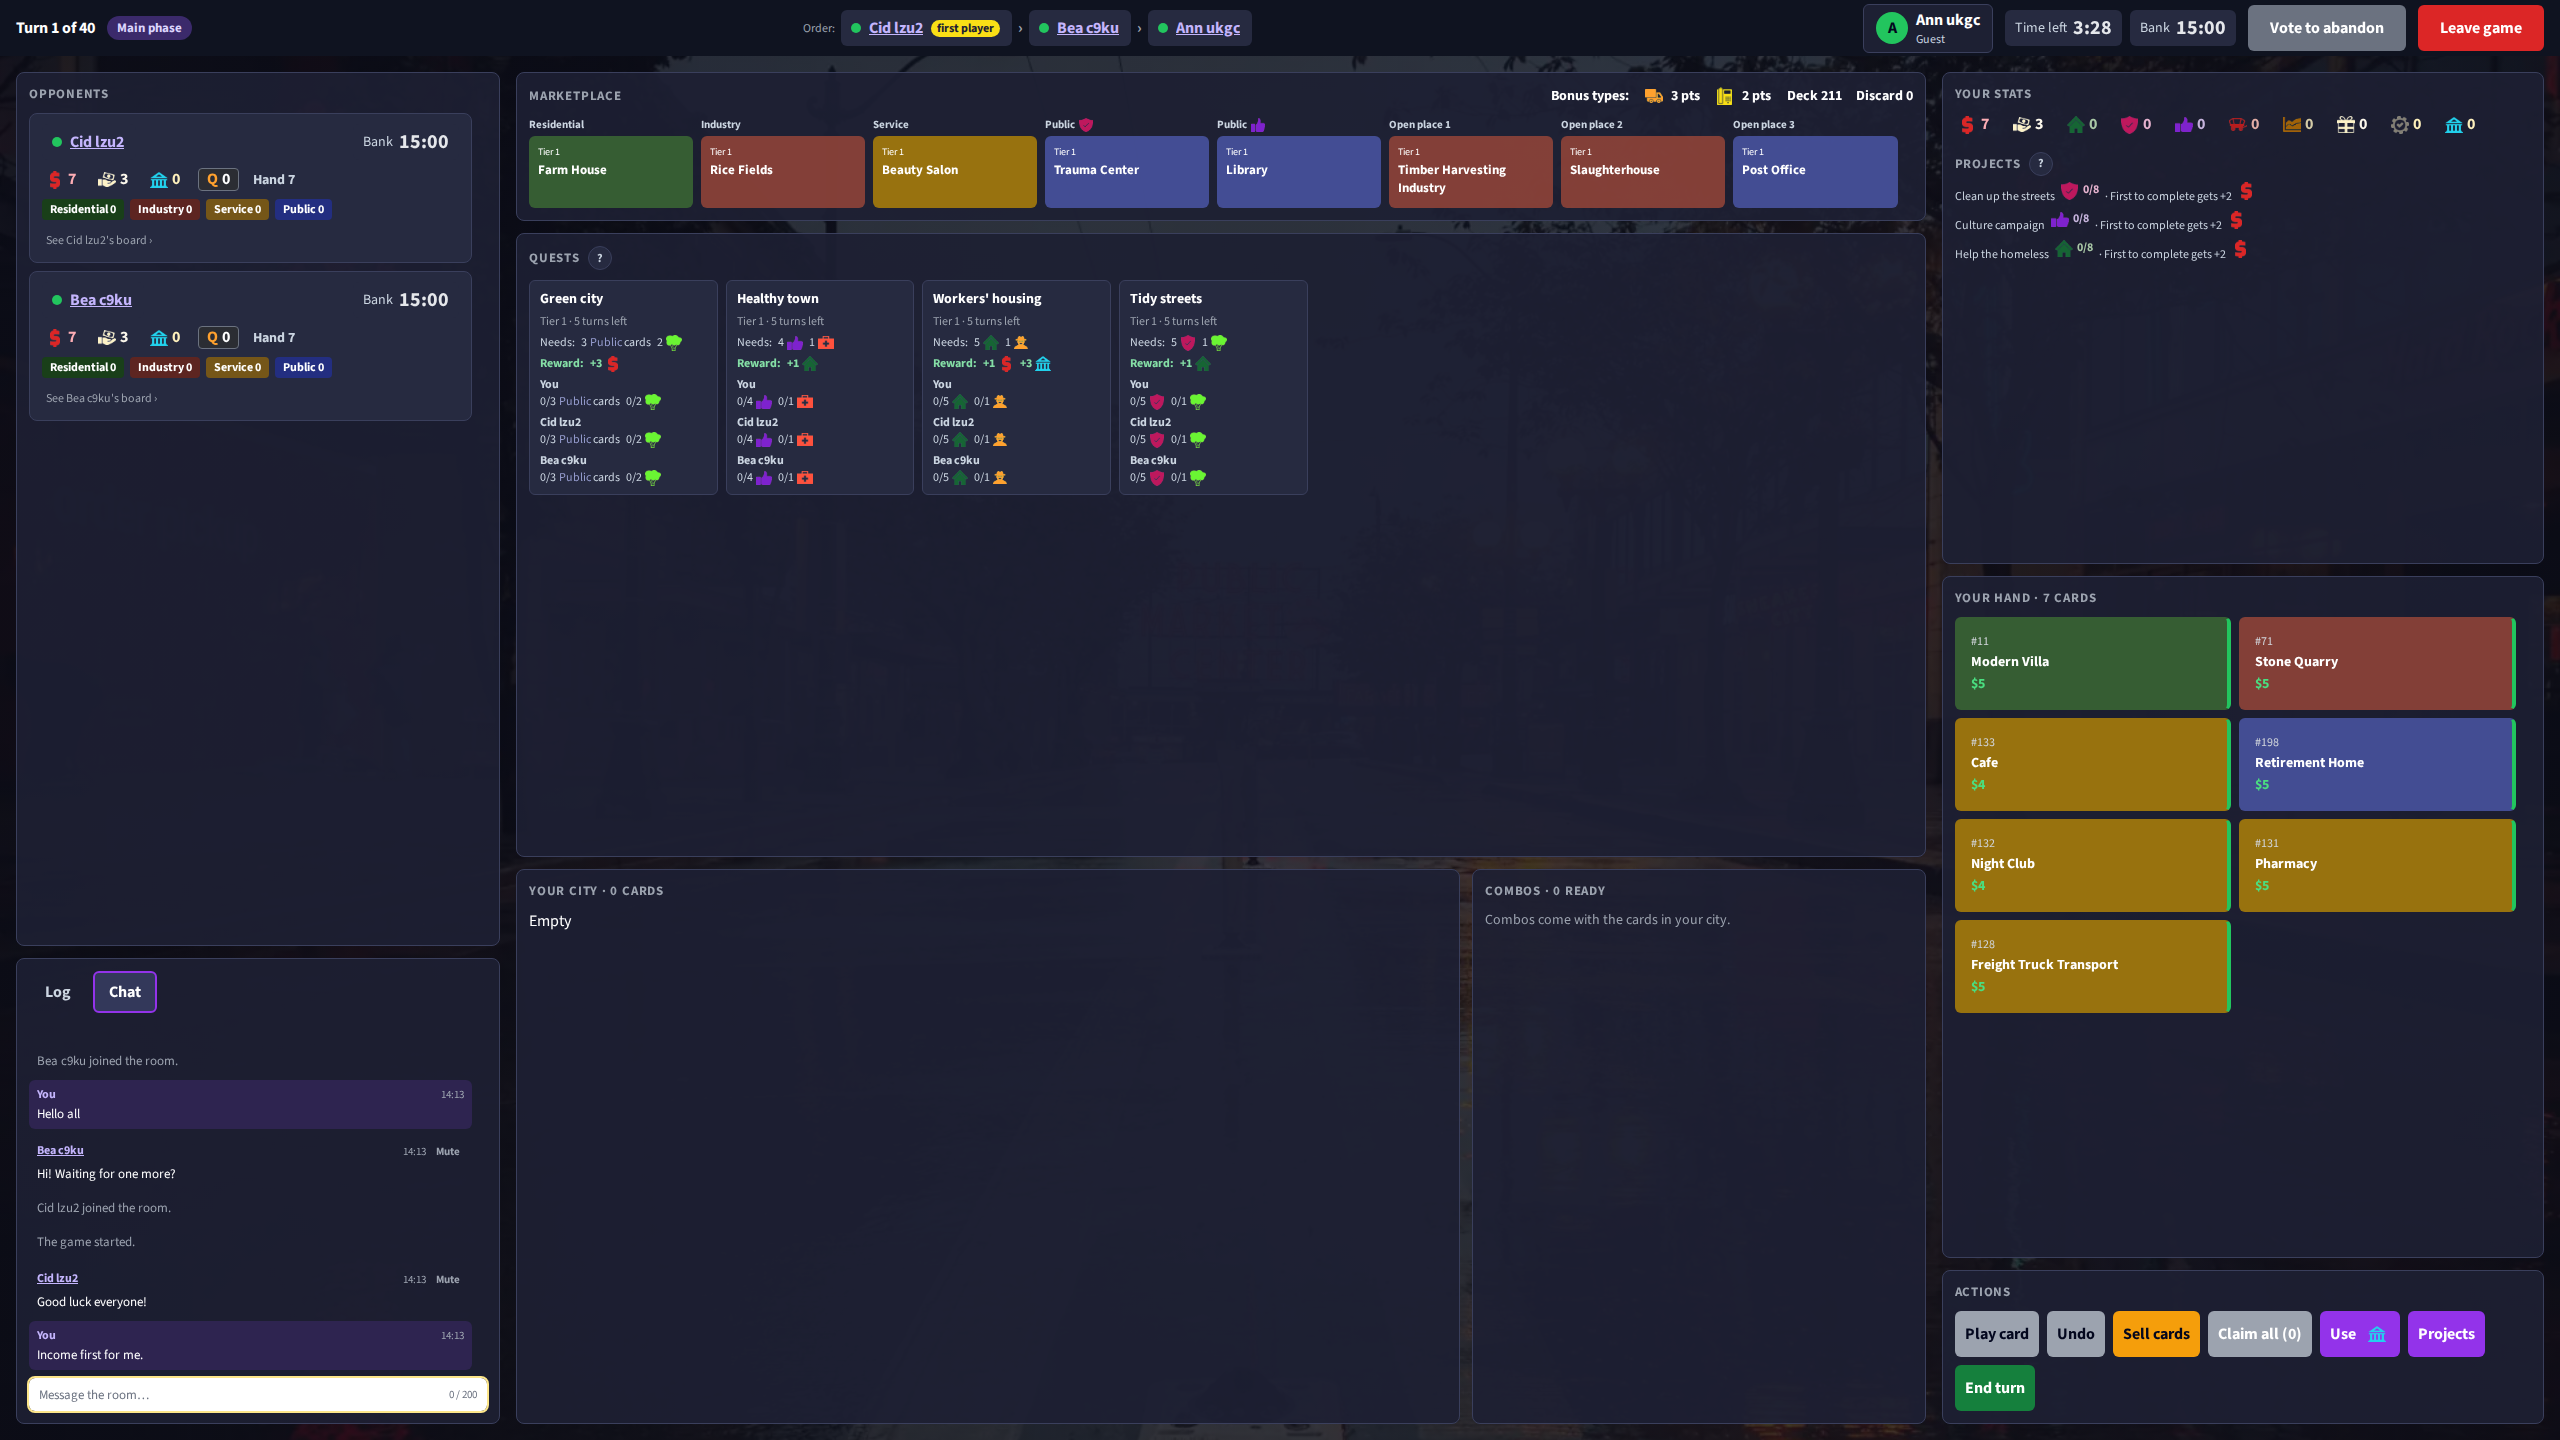 Turn 1 of 40 Main phase
Order: Cid lzu2 first player › Bea c9ku › Ann ukgc
A Ann ukgc
Guest
Time left 3:28 Bank 15:00 Vote to abandon Leave game
OPPONENTS
Cid lzu2 Bank 15:00
7 3 0 Q 0 Hand 7
Residential 0 Industry 0 Service 0 Public 0
See Cid lzu2's board ›
Bea c9ku Bank 15:00
7 3 0 Q 0 Hand 7
Residential 0 Industry 0 Service 0 Public 0
See Bea c9ku's board ›
Log Chat
Bea c9ku joined the room.
You 14:13
Hello all
Bea c9ku 14:13 Mute
Hi! Waiting for one more?
Cid lzu2 joined the room.
The game started.
Cid lzu2 14:13 Mute
Good luck everyone!
You 14:13
Income first for me.
Message the room… 0 / 200
MARKETPLACE Bonus types: 3 pts 2 pts Deck 211 Discard 0
Residential Industry Service Public Public Open place 1 Open place 2 Open place 3
Tier 1 Tier 1 Tier 1 Tier 1 Tier 1 Tier 1 Tier 1 Tier 1
Farm House Rice Fields Beauty Salon Trauma Center Library Timber Harvesting Industry Slaughterhouse Post Office
QUESTS ?
Green city
Tier 1 · 5 turns left
Needs: 3 Public cards 2
Reward: +3
You
0/3 Public cards 0/2
Cid lzu2
0/3 Public cards 0/2
Bea c9ku
0/3 Public cards 0/2
Healthy town
Tier 1 · 5 turns left
Needs: 4 1
Reward: +1
You
0/4 0/1
Cid lzu2
0/4 0/1
Bea c9ku
0/4 0/1
Workers' housing
Tier 1 · 5 turns left
Needs: 5 1
Reward: +1 +3
You
0/5 0/1
Cid lzu2
0/5 0/1
Bea c9ku
0/5 0/1
Tidy streets
Tier 1 · 5 turns left
Needs: 5 1
Reward: +1
You
0/5 0/1
Cid lzu2
0/5 0/1
Bea c9ku
0/5 0/1
YOUR CITY · 0 CARDS
Empty
COMBOS · 0 READY
Combos come with the cards in your city.
YOUR STATS
7 3 0 0 0 0 0 0 0 0
PROJECTS ?
Clean up the streets 0/8 · First to complete gets +2
Culture campaign 0/8 · First to complete gets +2
Help the homeless 0/8 · First to complete gets +2
YOUR HAND · 7 CARDS
#11
Modern Villa
$5
#71
Stone Quarry
$5
#133
Cafe
$4
#198
Retirement Home
$5
#132
Night Club
$4
#131
Pharmacy
$5
#128
Freight Truck Transport
$5
ACTIONS
Play card Undo Sell cards Claim all (0) Use Projects
End turn